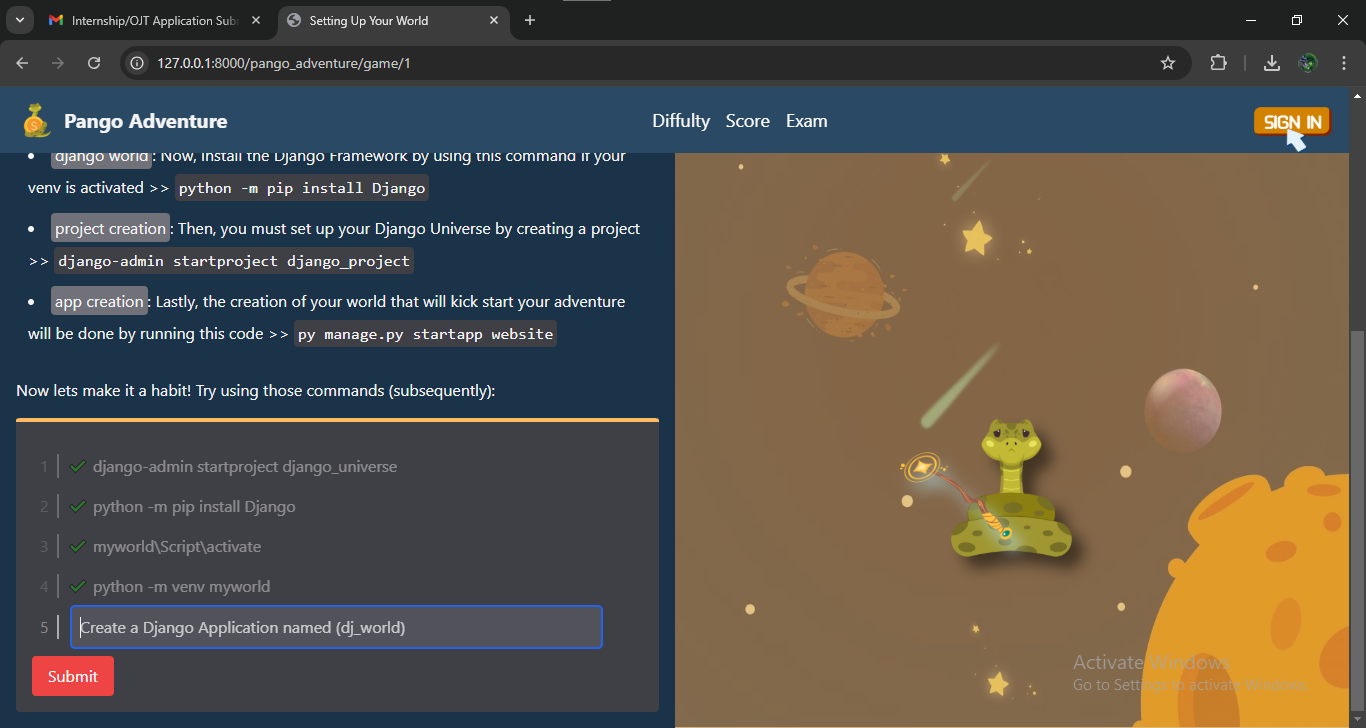 Internship/OJT Application Sub
Setting Up Your World
127.0.0.1:8000/pango_adventure/game/1
Pango Adventure
Diffulty Score Exam
SIGN IN
• django world : Now, Install the Django Framework by using this command if your
venv is activated >> python -m pip install Django
• project creation : Then, you must set up your Django Universe by creating a project
>> django-admin startproject django_project
• app creation : Lastly, the creation of your world that will kick start your adventure
will be done by running this code >> py manage.py startapp website
Now lets make it a habit! Try using those commands (subsequently):
1 django-admin startproject django_universe
2 python -m pip install Django
3 myworld\Script\activate
4 python -m venv myworld
5 Create a Django Application named (dj_world)
Submit
Activate Windows
Go to Settings to activate Windows.